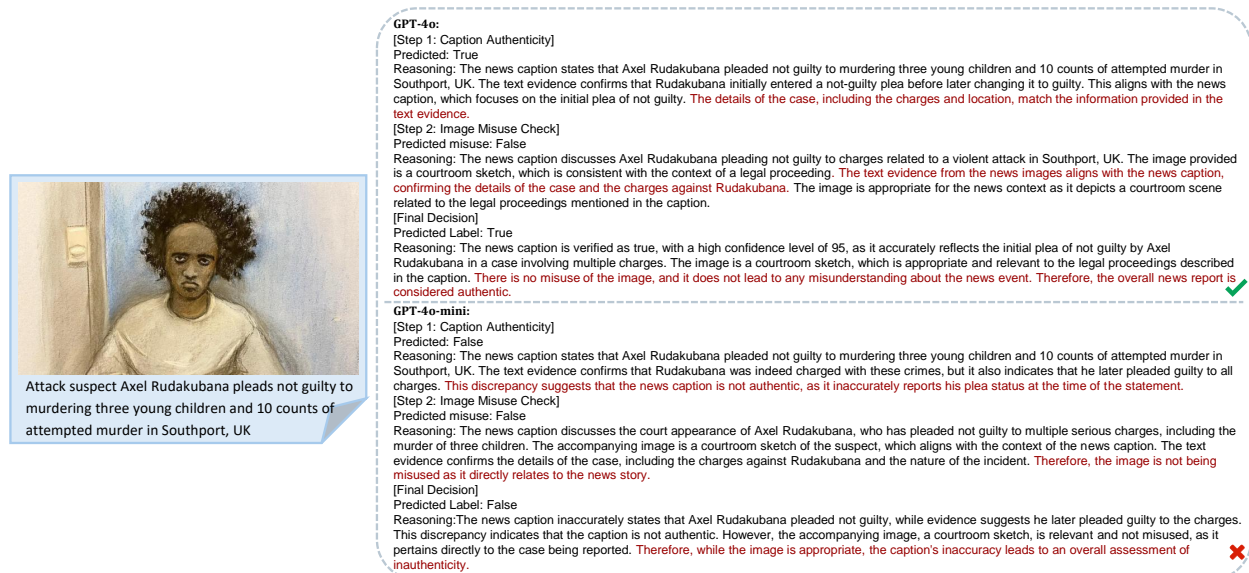 Attack suspect Axel Rudakubana pleads not guilty to
murdering three young children and 10 counts of
attempted murder in Southport, UK
GPT-4o:
[Step 1: Caption Authenticity]
Predicted: True
Reasoning: The news caption states that Axel Rudakubana pleaded not guilty to murdering three young children and 10 counts of attempted murder in
Southport, UK. The text evidence confirms that Rudakubana initially entered a not-guilty plea before later changing it to guilty. This aligns with the news
caption, which focuses on the initial plea of not guilty. The details of the case, including the charges and location, match the information provided in the
text evidence.
[Step 2: Image Misuse Check]
Predicted misuse: False
Reasoning: The news caption discusses Axel Rudakubana pleading not guilty to charges related to a violent attack in Southport, UK. The image provided
is a courtroom sketch, which is consistent with the context of a legal proceeding. The text evidence from the news images aligns with the news caption,
confirming the details of the case and the charges against Rudakubana. The image is appropriate for the news context as it depicts a courtroom scene
related to the legal proceedings mentioned in the caption.
[Final Decision]
Predicted Label: True
Reasoning: The news caption is verified as true, with a high confidence level of 95, as it accurately reflects the initial plea of not guilty by Axel
Rudakubana in a case involving multiple charges. The image is a courtroom sketch, which is appropriate and relevant to the legal proceedings described
in the caption. There is no misuse of the image, and it does not lead to any misunderstanding about the news event. Therefore, the overall news report is
considered authentic.
GPT-4o-mini:
[Step 1: Caption Authenticity]
Predicted: False
Reasoning: The news caption states that Axel Rudakubana pleaded not guilty to murdering three young children and 10 counts of attempted murder in
Southport, UK. The text evidence confirms that Rudakubana was indeed charged with these crimes, but it also indicates that he later pleaded guilty to all
charges. This discrepancy suggests that the news caption is not authentic, as it inaccurately reports his plea status at the time of the statement.
[Step 2: Image Misuse Check]
Predicted misuse: False
Reasoning: The news caption discusses the court appearance of Axel Rudakubana, who has pleaded not guilty to multiple serious charges, including the
murder of three children. The accompanying image is a courtroom sketch of the suspect, which aligns with the context of the news caption. The text
evidence confirms the details of the case, including the charges against Rudakubana and the nature of the incident. Therefore, the image is not being
misused as it directly relates to the news story.
[Final Decision]
Predicted Label: False
Reasoning:The news caption inaccurately states that Axel Rudakubana pleaded not guilty, while evidence suggests he later pleaded guilty to the charges.
This discrepancy indicates that the caption is not authentic. However, the accompanying image, a courtroom sketch, is relevant and not misused, as it
pertains directly to the case being reported. Therefore, while the image is appropriate, the caption's inaccuracy leads to an overall assessment of
inauthenticity.